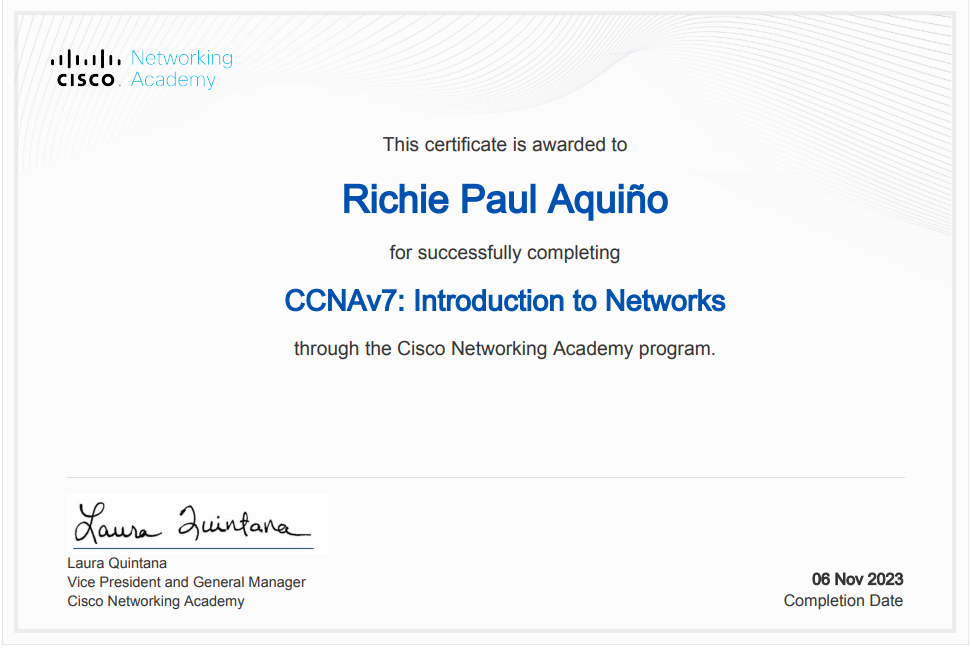 Networking
CISCO. Academy
This certificate is awarded to
Richie Paul Aquiño
for successfully completing
CCNAv7: Introduction to Networks
through the Cisco Networking Academy program.
Laura Quintana
Laura Quintana
Vice President and General Manager
Cisco Networking Academy
06 Nov 2023
Completion Date